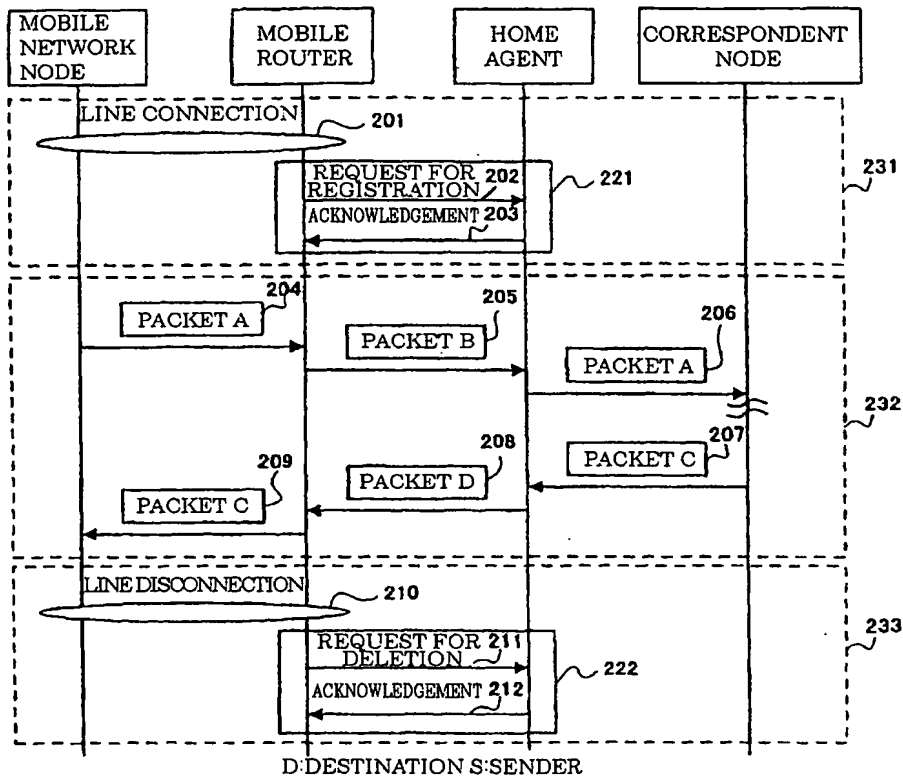 MOBILE
NETWORK
NODE
MOBILE
ROUTER
HOME
AGENT
CORRESPONDENT
NODE
LINE CONNECTION
201
REQUEST FOR
REGISTRATION 202
221
231
ACKNOWLEDGEMENT 203
204
PACKET A
205
PACKET B
206
PACKET A
232
207
PACKET C
208
PACKET D
209
PACKET C
LINE DISCONNECTION
210
REQUEST FOR 211
DELETION
222
233
ACKNOWLEDGEMENT 212
D:DESTINATION S:SENDER